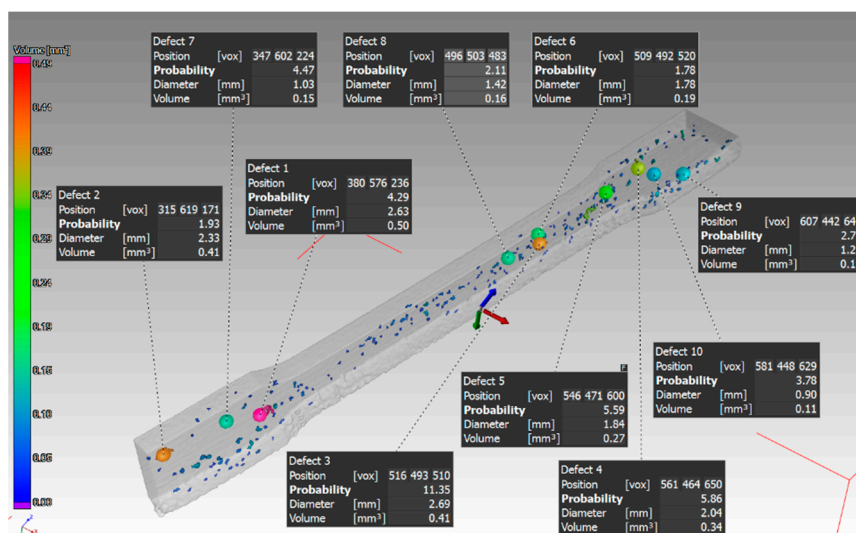 Volume [mm³]
0.49
0.44
0.39
0.34
0.29
0.24
0.19
0.15
0.10
0.05
0.00
Defect 7
Position [vox] 347 602 224
Probability 4.47
Diameter [mm] 1.03
Volume [mm³] 0.15
Defect 8
Position [vox] 496 503 483
Probability 2.11
Diameter [mm] 1.42
Volume [mm³] 0.16
Defect 6
Position [vox] 509 492 520
Probability 1.78
Diameter [mm] 1.78
Volume [mm³] 0.19
Defect 2
Position [vox] 315 619 171
Probability 1.93
Diameter [mm] 2.33
Volume [mm³] 0.41
Defect 1
Position [vox] 380 576 236
Probability 4.29
Diameter [mm] 2.63
Volume [mm³] 0.50
Defect 9
Position [vox] 607 442 64
Probability 2.7
Diameter [mm] 1.2
Volume [mm³] 0.1
Defect 5
Position [vox] 546 471 600
Probability 5.59
Diameter [mm] 1.84
Volume [mm³] 0.27
Defect 10
Position [vox] 581 448 629
Probability 3.78
Diameter [mm] 0.90
Volume [mm³] 0.11
Defect 3
Position [vox] 516 493 510
Probability 11.35
Diameter [mm] 2.69
Volume [mm³] 0.41
Defect 4
Position [vox] 561 464 650
Probability 5.86
Diameter [mm] 2.04
Volume [mm³] 0.34